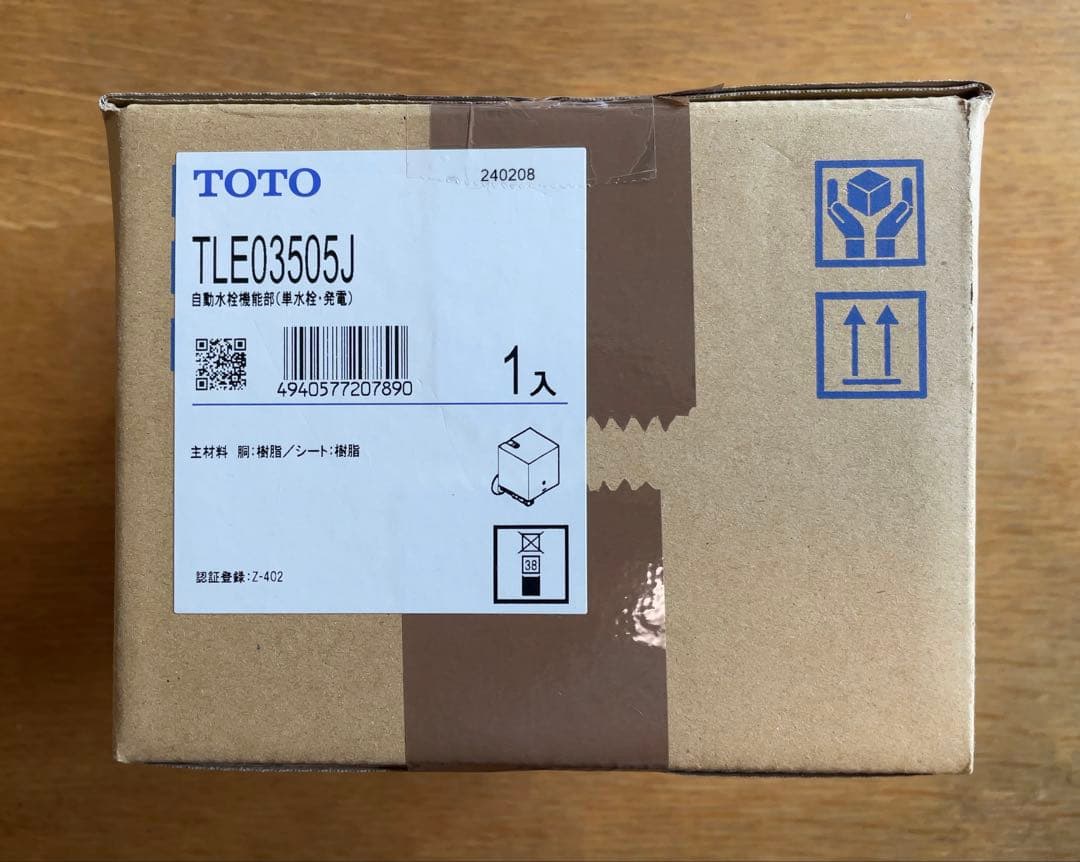 TOTO
240208
TLE03505J
自動水栓機能部(単水栓・発電)
4940577207890
1入
主材料 胴:樹脂/シート:樹脂
38
認証登録:Z-402